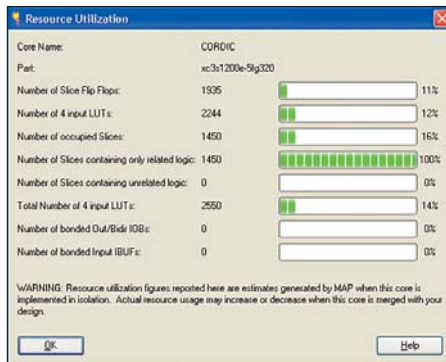 Resource Utilization
Core Name: CORDIC
Part: xc3s1200e-5fg320
Number of Slice Flip Flops: 1935 11%
Number of 4 input LUTs: 2244 12%
Number of occupied Slices: 1450 16%
Number of Slices containing only related logic: 1450 100%
Number of Slices containing unrelated logic: 0 0%
Total Number of 4 input LUTs: 2550 14%
Number of bonded Out/Bidr IOBs: 0 0%
Number of bonded Input IBUFs: 0 0%
WARNING: Resource utilization figures reported here are estimates generated by MAP when this core is
implemented in isolation. Actual resource usage may increase or decrease when this core is merged with your
design.
OK Help